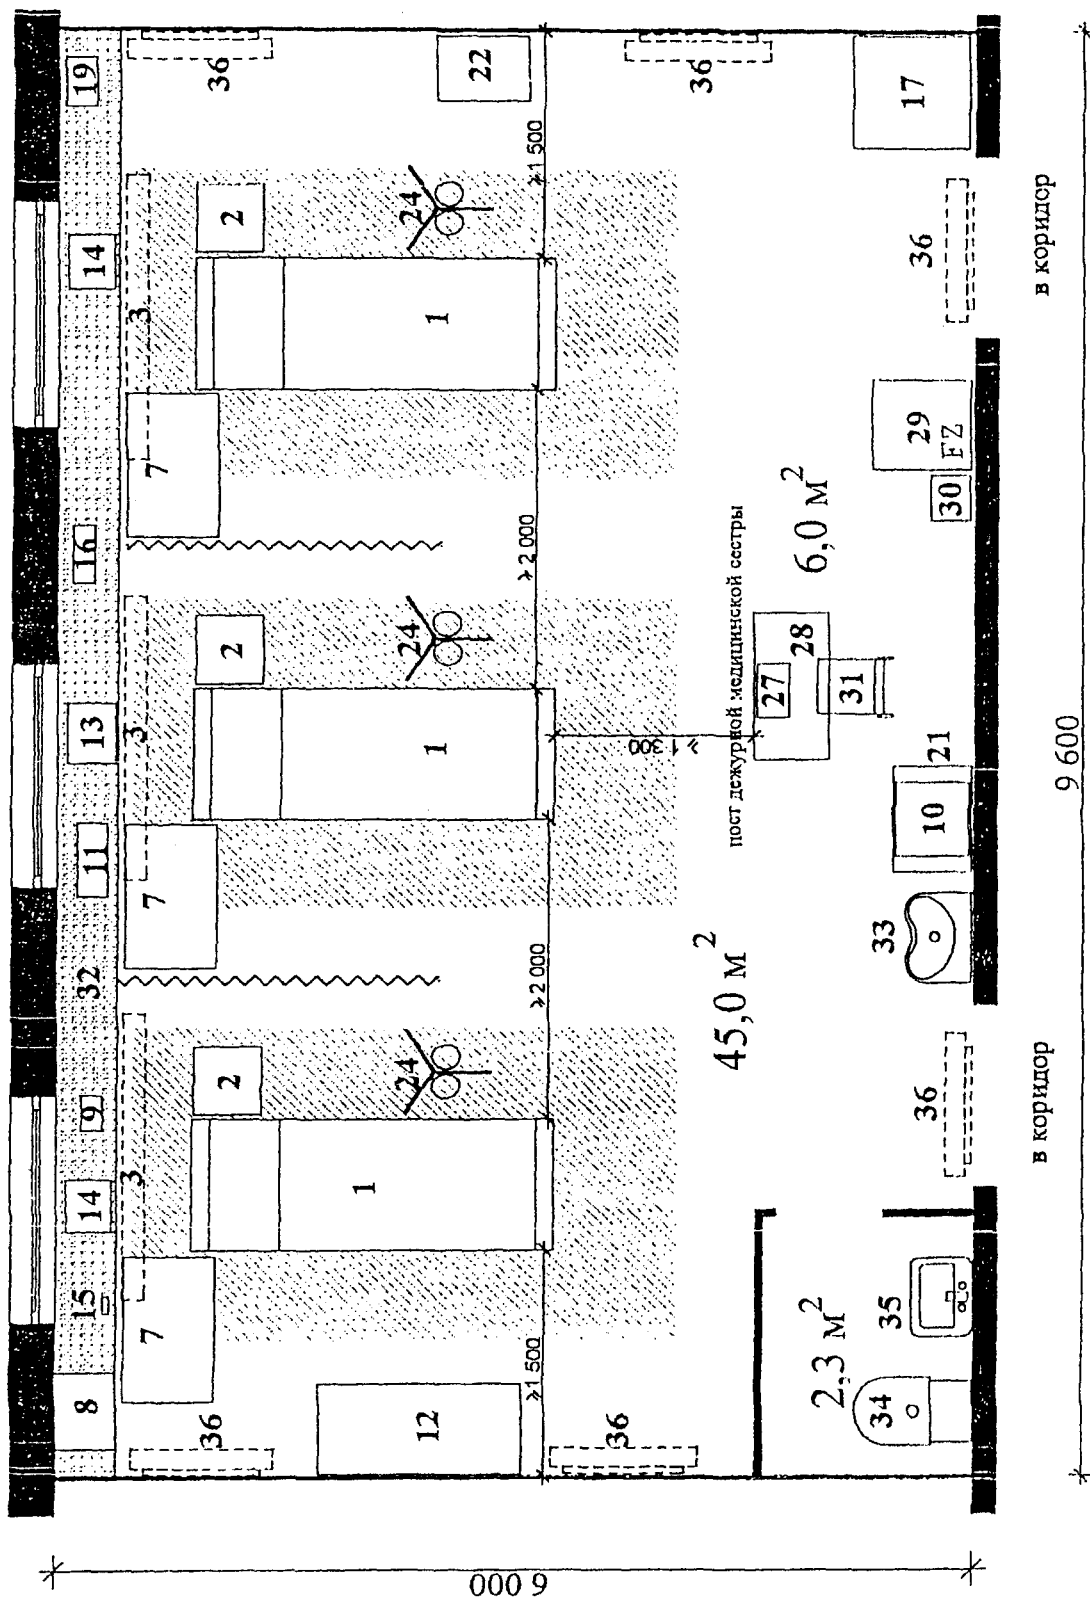 8 15 14 9 32 11 13 16 14 19
7 3 7 3 7 3
36 2 2 2 36
1 1 1
12 24 24 24 22
6 000
⩾1 500 ⩾2 000 ⩾2 000 ⩾1 500
36 36
⩾1 300
45,0 м²
пост дежурной медицинской сестры
27
28
31
6,0 м²
2,3 м²
34 35 36 33 10 21 30 29 36 17
FZ
в коридор в коридор
9 600